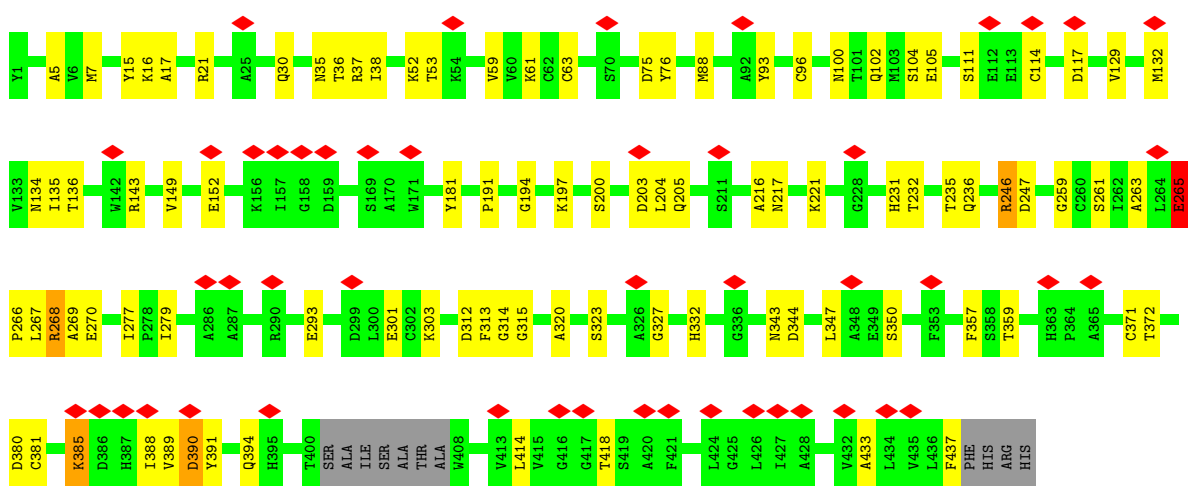 Y1 A5 V6 M7 Y15 K16 A17 R21 A25 Q30 N35 T36 R37 I38 K52 T53 K54 V59 V60 K61 C62 C63 S70 D75 Y76 M88 A92 Y93 C96 N100 T101 Q102 M103 S104 E105 S111 E112 E113 C114 D117 V129 M132
V133 N134 I135 T136 W142 R143 V149 E152 K156 I157 G158 D159 S169 A170 W171 Y181 P191 G194 K197 S200 D203 L204 Q205 S211 A216 N217 K221 G228 H231 T232 T235 Q236 R246 D247 G259 C260 S261 I262 A263 L264 E265
P266 L267 R268 A269 E270 I277 P278 I279 A286 A287 R290 E293 D299 L300 E301 C302 K303 D312 F313 G314 G315 A320 S323 A326 G327 H332 G336 N343 D344 L347 A348 E349 S350 F353 F357 S358 T359 H363 P364 A365 C371 T372
D380 C381 K385 D386 H387 I388 V389 D390 Y391 Q394 H395 T400 SER ALA ILE SER ALA THR ALA W408 V413 L414 V415 G416 G417 T418 S419 A420 F421 L424 G425 L426 I427 A428 V432 A433 L434 V435 L436 F437 PHE HIS ARG HIS